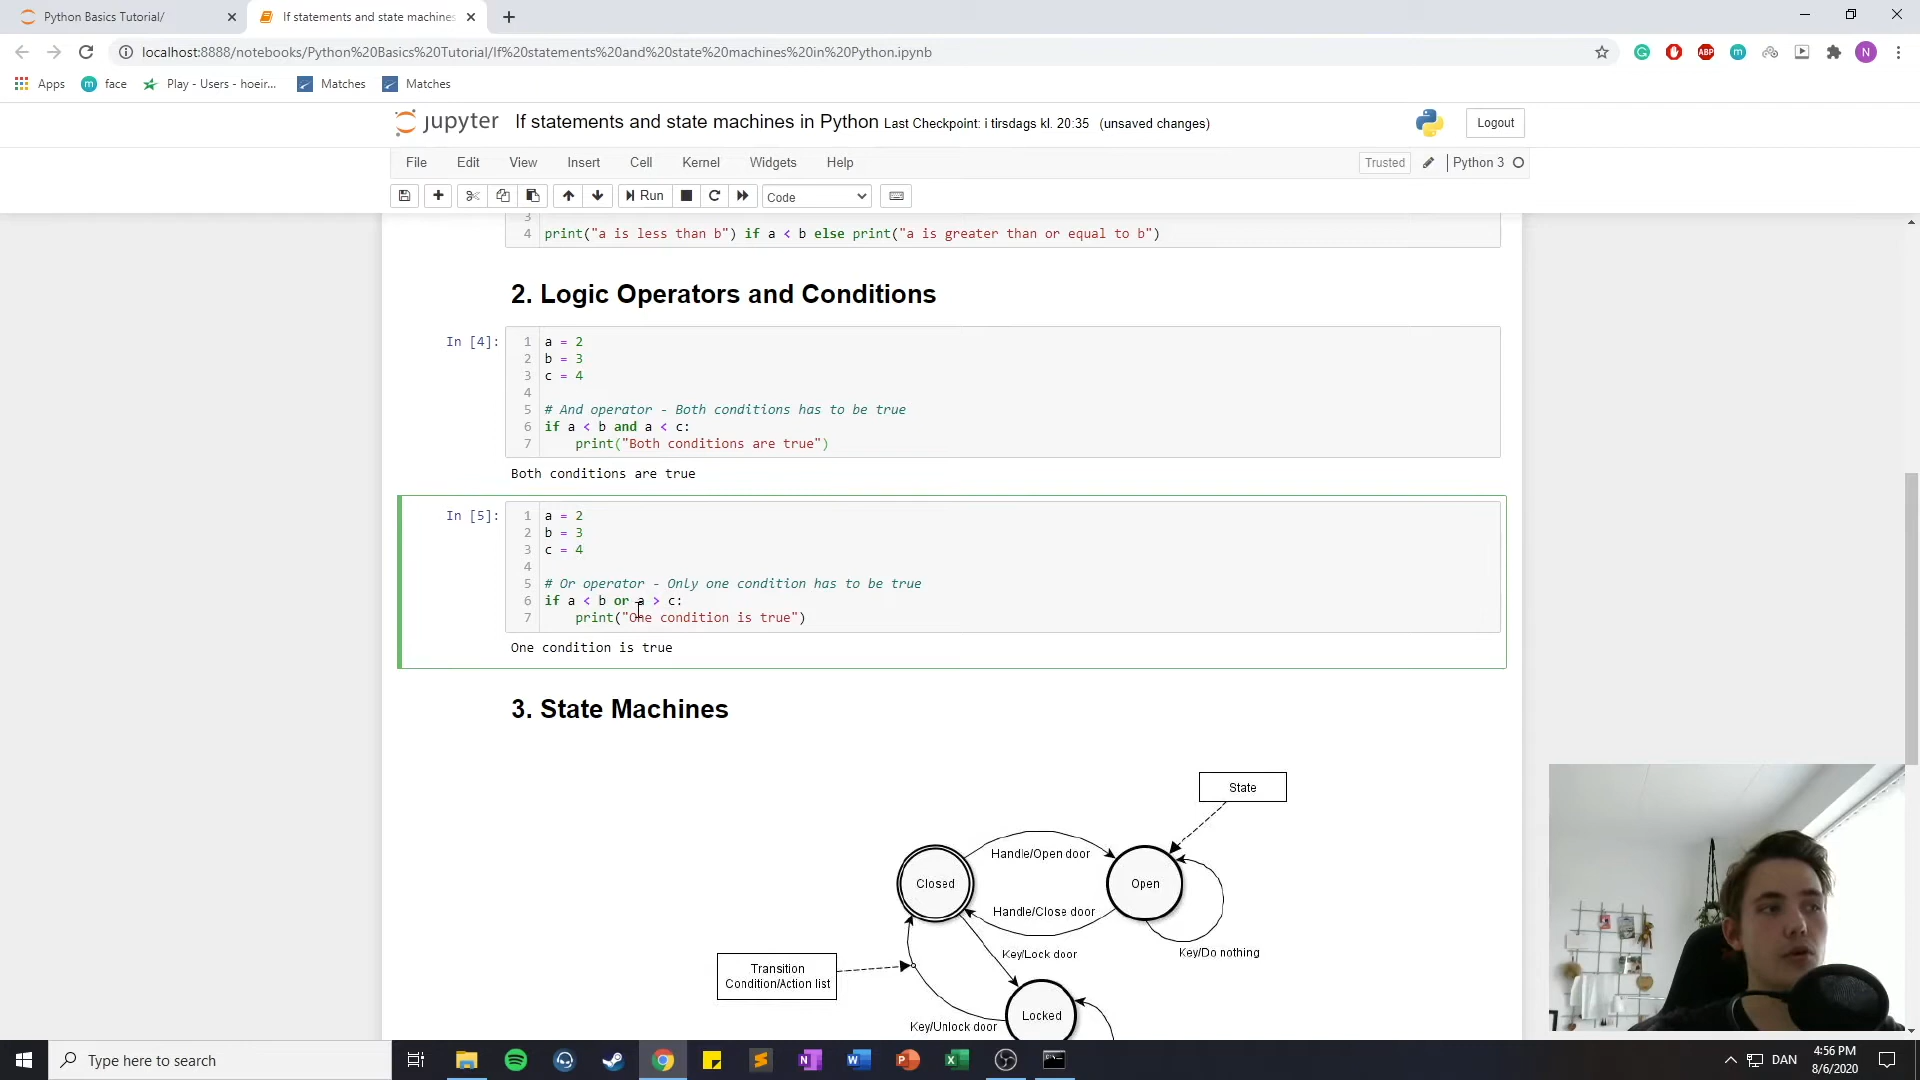 Python Basics Tutorial/
If statements and state machines
localhost:8888/notebooks/Python%20Basics%20Tutorial/If%20statements%20and%20state%20machines%20in%20Python.ipynb
ABP
m
N
Apps
m face
Play - Users - hoeir...
Matches
Matches
jupyter
If statements and state machines in Python Last Checkpoint: i tirsdags kl. 20:35 (unsaved changes)
Logout
File Edit View Insert Cell Kernel Widgets Help
Trusted
Python 3
Run
Code
3
4 print("a is less than b") if a < b else print("a is greater than or equal to b")
2. Logic Operators and Conditions
In [4]:
1 a = 2
2 b = 3
3 c = 4
4
5 # And operator - Both conditions has to be true
6 if a < b and a < c:
7     print("Both conditions are true")
Both conditions are true
In [5]:
1 a = 2
2 b = 3
3 c = 4
4
5 # Or operator - Only one condition has to be true
6 if a < b or a > c:
7     print("One condition is true")
One condition is true
3. State Machines
State
Handle/Open door
Closed
Open
Handle/Close door
Key/Lock door
Key/Do nothing
Transition
Condition/Action list
Locked
Key/Unlock door
Type here to search
DAN
4:56 PM
8/6/2020